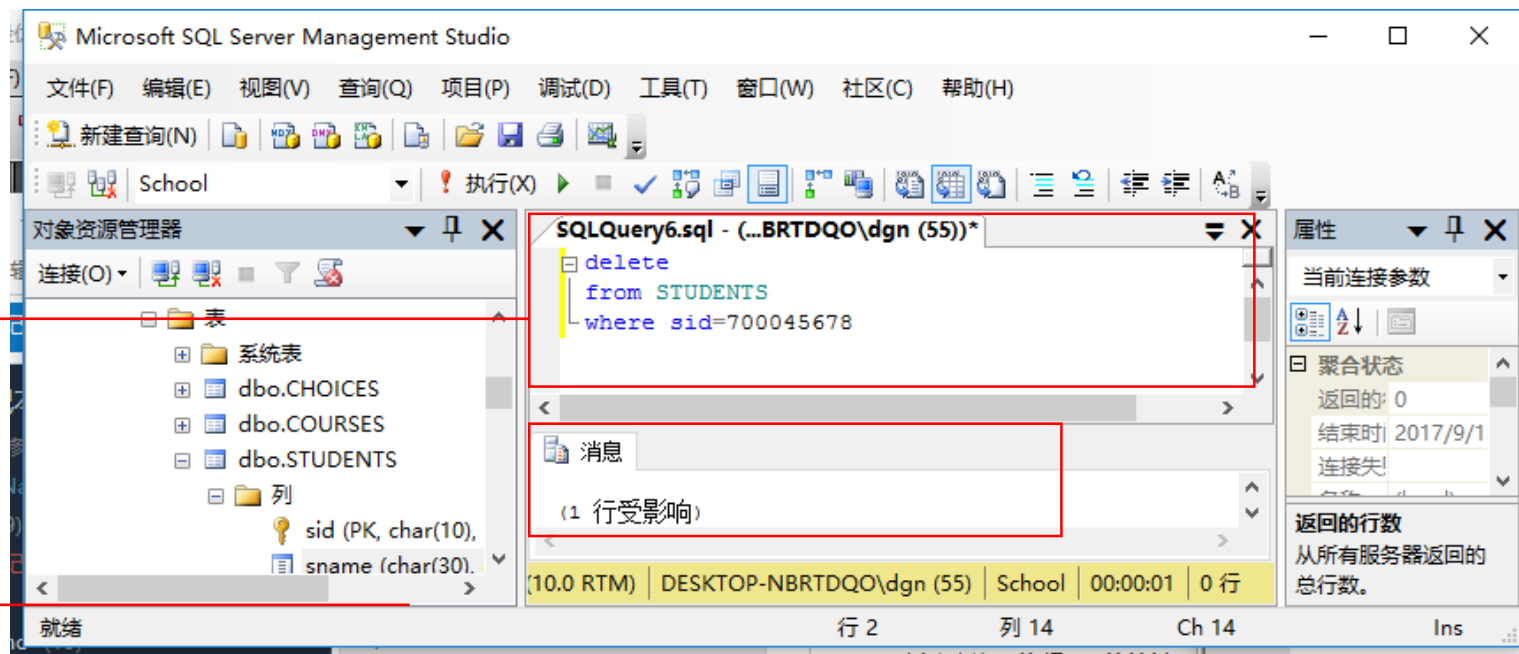 Microsoft SQL Server Management Studio
文件(F) 编辑(E) 视图(V) 查询(Q) 项目(P) 调试(D) 工具(T) 窗口(W) 社区(C) 帮助(H)
新建查询(N)
School 执行(X)
对象资源管理器
连接(O)
表
系统表
dbo.CHOICES
dbo.COURSES
dbo.STUDENTS
列
sid (PK, char(10),
sname (char(30),
SQLQuery6.sql - (...BRTDQO\dgn (55))*
delete
from STUDENTS
where sid=700045678
消息
(1 行受影响)
(10.0 RTM) DESKTOP-NBRTDQO\dgn (55) School 00:00:01 0 行
属性
当前连接参数
聚合状态
返回的 0
结束时 2017/9/1
连接失
返回的行数
从所有服务器返回的
总行数。
就绪 行 2 列 14 Ch 14 Ins